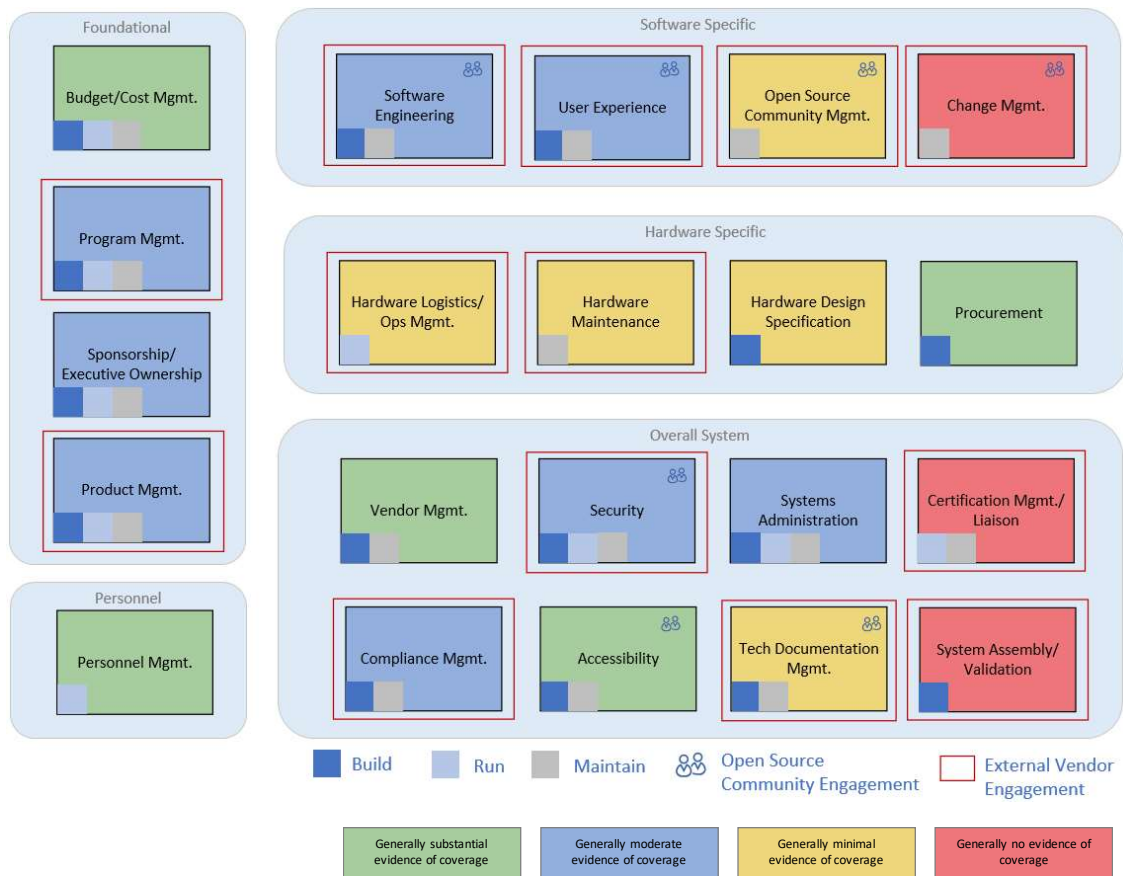 Foundational
Budget/Cost Mgmt.
Program Mgmt.
Sponsorship/
Executive Ownership
Product Mgmt.
Personnel
Personnel Mgmt.
Software Specific
Software
Engineering
User Experience
Open Source
Community Mgmt.
Change Mgmt.
Hardware Specific
Hardware Logistics/
Ops Mgmt.
Hardware
Maintenance
Hardware Design
Specification
Procurement
Overall System
Vendor Mgmt.
Security
Systems
Administration
Certification Mgmt./
Liaison
Compliance Mgmt.
Accessibility
Tech Documentation
Mgmt.
System Assembly/
Validation
Build
Run
Maintain
Open Source
Community Engagement
External Vendor
Engagement
Generally substantial
evidence of coverage
Generally moderate
evidence of coverage
Generally minimal
evidence of coverage
Generally no evidence of
coverage